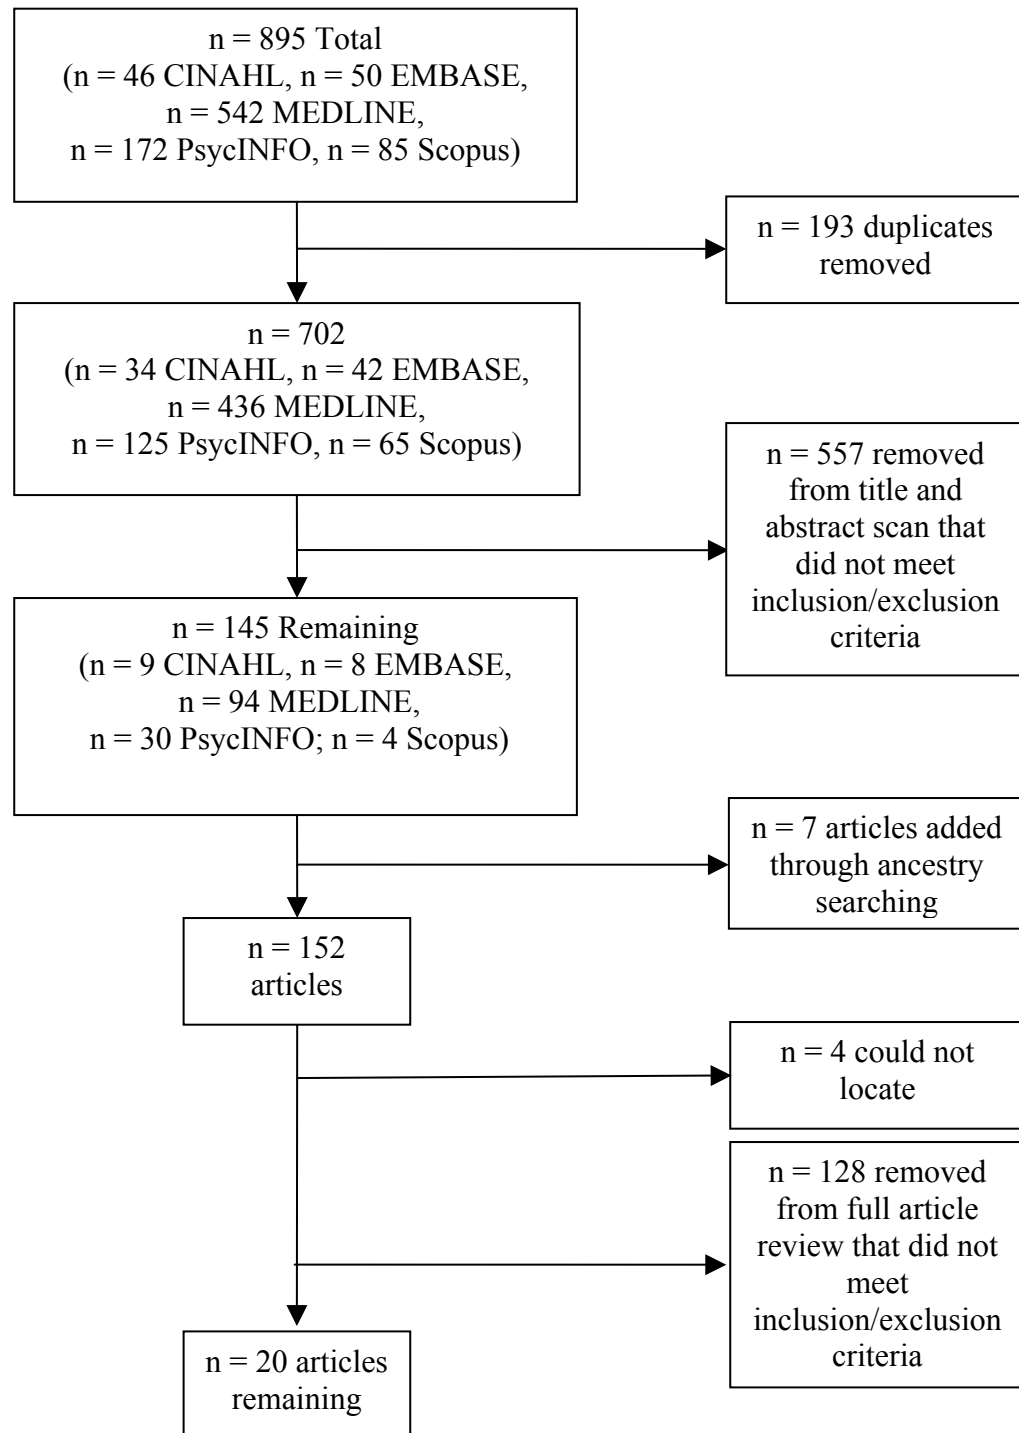 n = 895 Total
(n = 46 CINAHL, n = 50 EMBASE,
n = 542 MEDLINE,
n = 172 PsycINFO, n = 85 Scopus)
n = 193 duplicates
removed
n = 702
(n = 34 CINAHL, n = 42 EMBASE,
n = 436 MEDLINE,
n = 125 PsycINFO, n = 65 Scopus)
n = 557 removed
from title and
abstract scan that
did not meet
inclusion/exclusion
criteria
n = 145 Remaining
(n = 9 CINAHL, n = 8 EMBASE,
n = 94 MEDLINE,
n = 30 PsycINFO; n = 4 Scopus)
n = 7 articles added
through ancestry
searching
n = 152
articles
n = 4 could not
locate
n = 128 removed
from full article
review that did not
meet
inclusion/exclusion
criteria
n = 20 articles
remaining